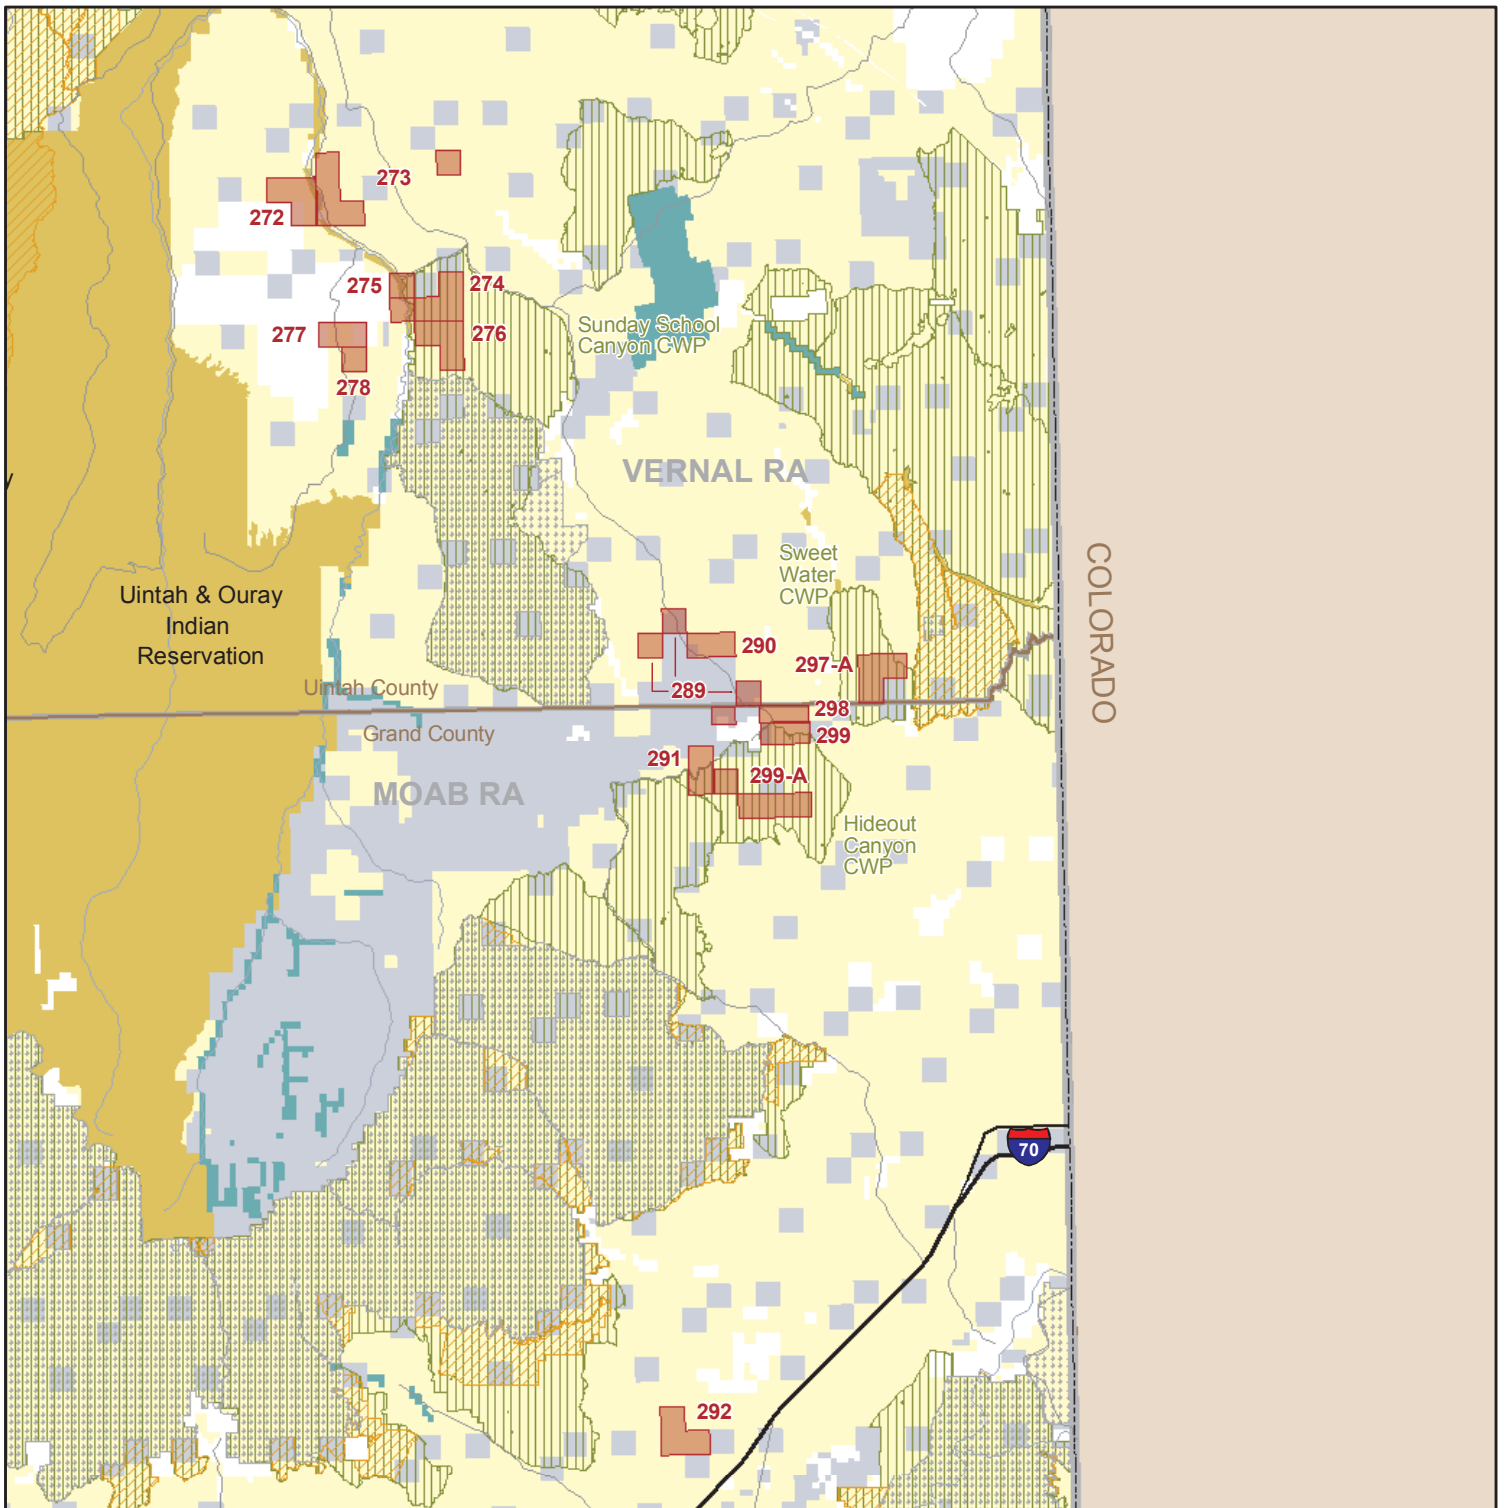 273
272
275
274
Sunday School
Canyon CWP
277
276
278
VERNAL RA
Sweet
Water
CWP
COLORADO
Uintah & Ouray
Indian
Reservation
290
297-A
Uintah County
289
298
Grand County
299
291
299-A
MOAB RA
Hideout
Canyon
CWP
70
292